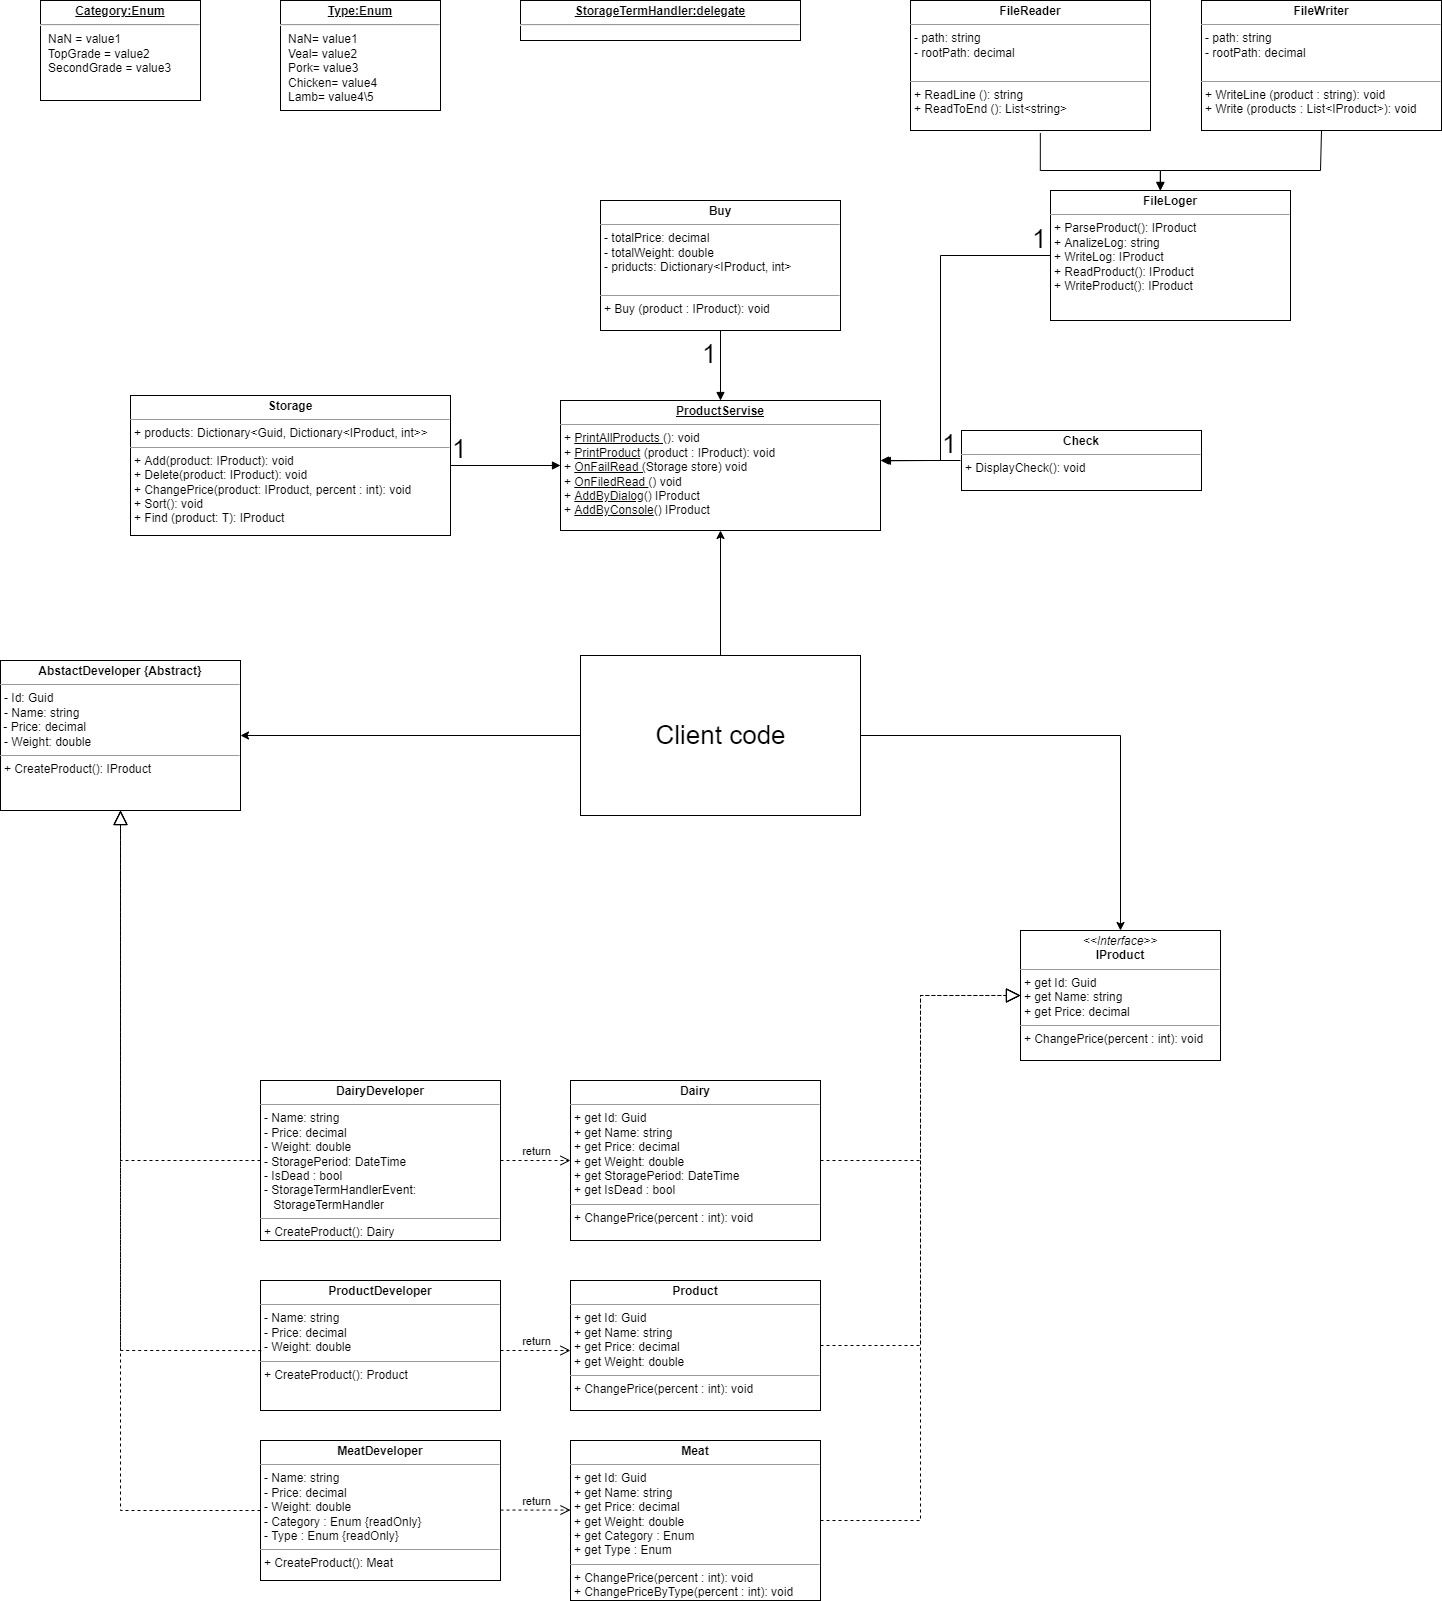 Category:Enum
NaN = value1
TopGrade = value2
SecondGrade = value3
Type:Enum
NaN= value1
Veal= value2
Pork= value3
Chicken= value4
Lamb= value4\5
StorageTermHandler:delegate
FileReader
- path: string
- rootPath: decimal
+ ReadLine (): string
+ ReadToEnd (): List<string>
FileWriter
- path: string
- rootPath: decimal
+ WriteLine (product : string): void
+ Write (products : List<IProduct>): void
FileLoger
+ ParseProduct(): IProduct
+ AnalizeLog: string
+ WriteLog: IProduct
+ ReadProduct(): IProduct
+ WriteProduct(): IProduct
1
Buy
- totalPrice: decimal
- totalWeight: double
- priducts: Dictionary<IProduct, int>
+ Buy (product : IProduct): void
1
Storage
+ products: Dictionary<Guid, Dictionary<IProduct, int>>
+ Add(product: IProduct): void
+ Delete(product: IProduct): void
+ ChangePrice(product: IProduct, percent : int): void
+ Sort(): void
+ Find (product: T): IProduct
1
ProductServise
+ PrintAllProducts (): void
+ PrintProduct (product : IProduct): void
+ OnFailRead (Storage store) void
+ OnFiledRead () void
+ AddByDialog() IProduct
+ AddByConsole() IProduct
1
Check
+ DisplayCheck(): void
AbstactDeveloper {Abstract}
- Id: Guid
- Name: string
- Price: decimal
- Weight: double
+ CreateProduct(): IProduct
Client code
<<Interface>>
IProduct
+ get Id: Guid
+ get Name: string
+ get Price: decimal
+ ChangePrice(percent : int): void
DairyDeveloper
- Name: string
- Price: decimal
- Weight: double
- StoragePeriod: DateTime
- IsDead : bool
- StorageTermHandlerEvent:
StorageTermHandler
+ CreateProduct(): Dairy
return
Dairy
+ get Id: Guid
+ get Name: string
+ get Price: decimal
+ get Weight: double
+ get StoragePeriod: DateTime
+ get IsDead : bool
+ ChangePrice(percent : int): void
ProductDeveloper
- Name: string
- Price: decimal
- Weight: double
+ CreateProduct(): Product
return
Product
+ get Id: Guid
+ get Name: string
+ get Price: decimal
+ get Weight: double
+ ChangePrice(percent : int): void
MeatDeveloper
- Name: string
- Price: decimal
- Weight: double
- Category : Enum {readOnly}
- Type : Enum {readOnly}
+ CreateProduct(): Meat
return
Meat
+ get Id: Guid
+ get Name: string
+ get Price: decimal
+ get Weight: double
+ get Category : Enum
+ get Type : Enum
+ ChangePrice(percent : int): void
+ ChangePriceByType(percent : int): void